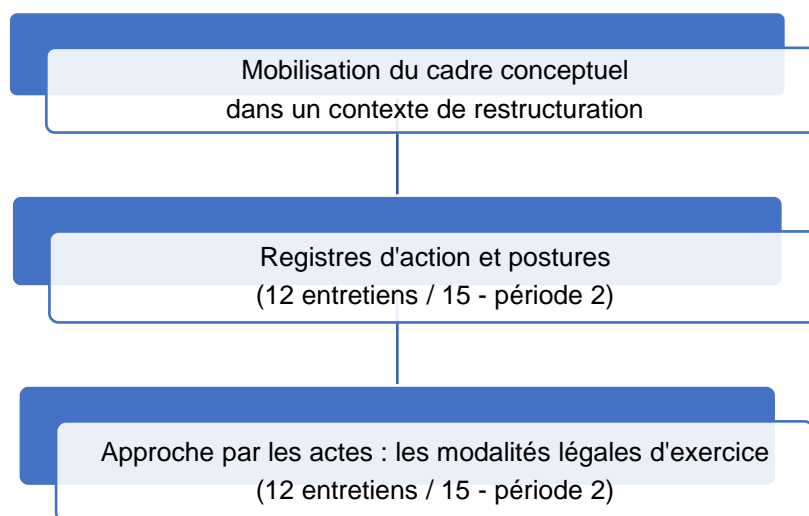 Mobilisation du cadre conceptuel
dans un contexte de restructuration
Registres d'action et postures
(12 entretiens / 15 - période 2)
Approche par les actes : les modalités légales d'exercice
(12 entretiens / 15 - période 2)